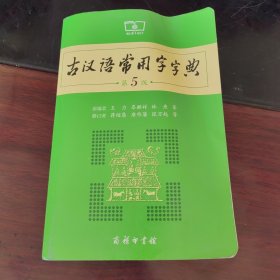 古汉语常用字字典
第5版
原编者 王 力 岑麒祥 林 焘 等
修订者 蒋绍愚 唐作藩 张万起 等
商务印书馆